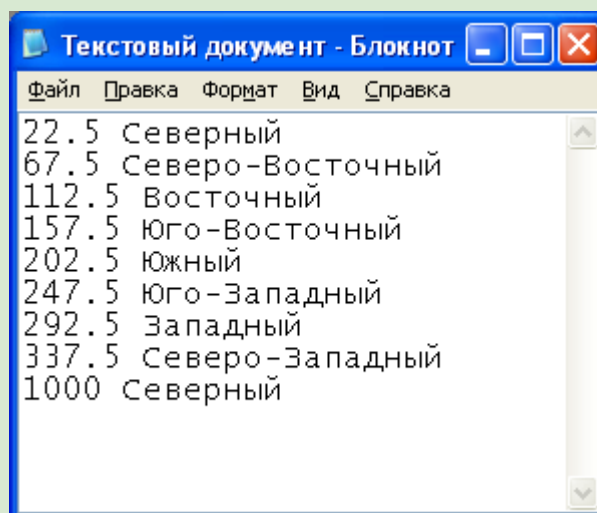 Текстовый документ - Блокнот
Файл Правка Формат Вид Справка
22.5 Северный
67.5 Северо-Восточный
112.5 Восточный
157.5 Юго-Восточный
202.5 Южный
247.5 Юго-Западный
292.5 Западный
337.5 Северо-Западный
1000 Северный